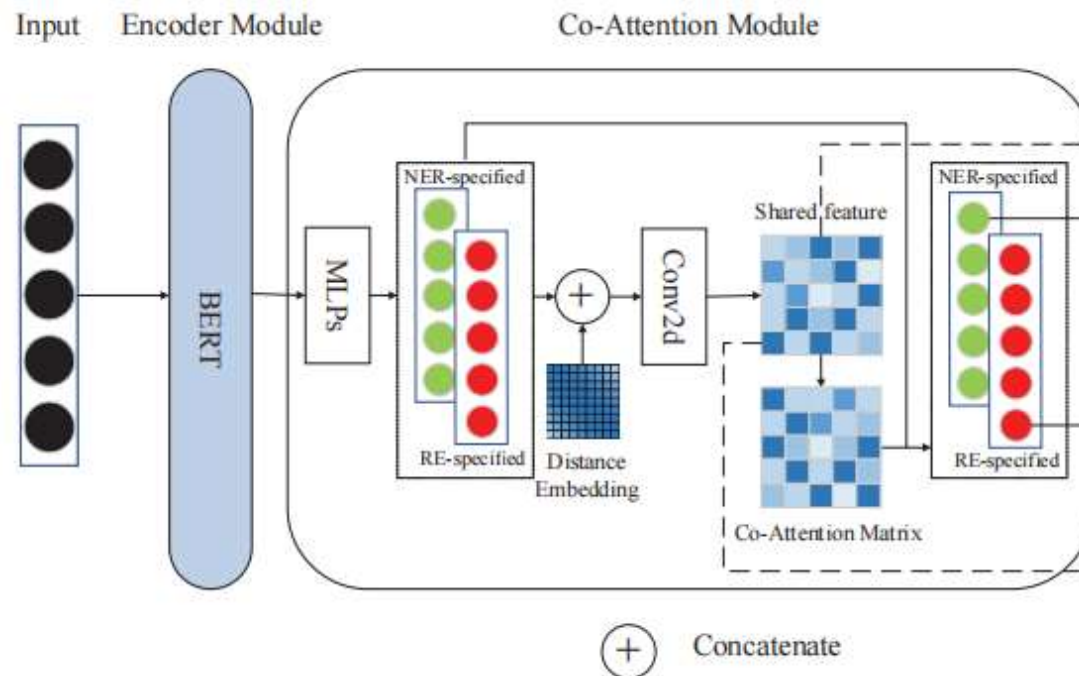 Input Encoder Module Co-Attention Module
BERT
MLPs
NER-specified
RE-specified
+
Distance
Embedding
Conv2d
Shared feature
Co-Attention Matrix
NER-specified
RE-specified
+ Concatenate